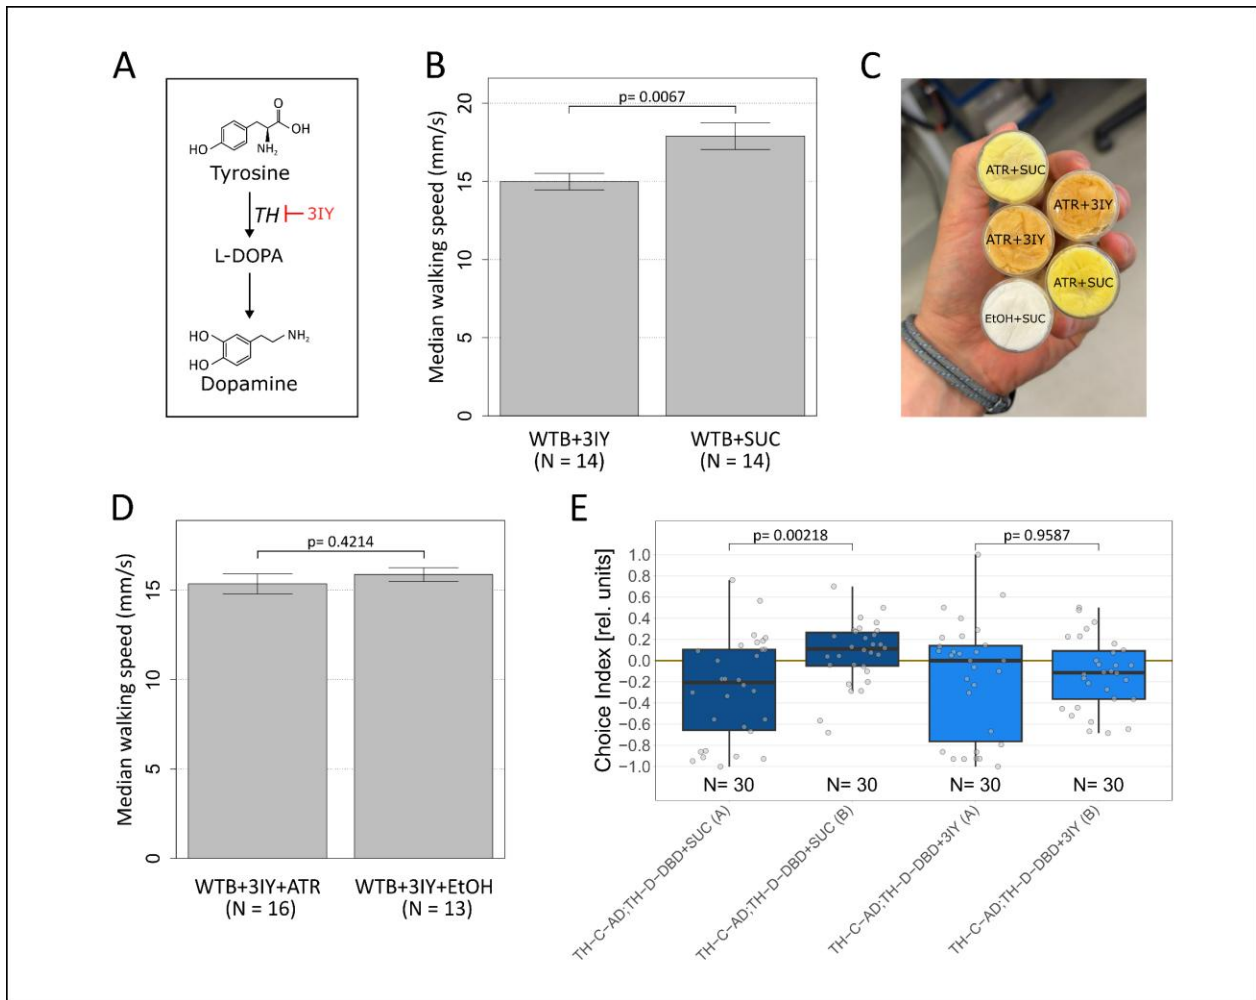 A
O
OH
NH₂
HO
Tyrosine
TH
3IY
L-DOPA
HO
HO
NH₂
Dopamine
B
Median walking speed (mm/s)
20
15
10
5
0
p= 0.0067
WTB+3IY
(N = 14)
WTB+SUC
(N = 14)
C
ATR+SUC
ATR+3IY
ATR+3IY
ATR+SUC
EtOH+SUC
D
Median walking speed (mm/s)
15
10
5
0
p= 0.4214
WTB+3IY+ATR
(N = 16)
WTB+3IY+EtOH
(N = 13)
E
Choice Index [rel. units]
1.0
0.8
0.6
0.4
0.2
0.0
−0.2
−0.4
−0.6
−0.8
−1.0
p= 0.00218
p= 0.9587
N= 30
N= 30
N= 30
N= 30
TH−C−AD;TH−D−DBD+SUC (A)
TH−C−AD;TH−D−DBD+SUC (B)
TH−C−AD;TH−D−DBD+3IY (A)
TH−C−AD;TH−D−DBD+3IY (B)